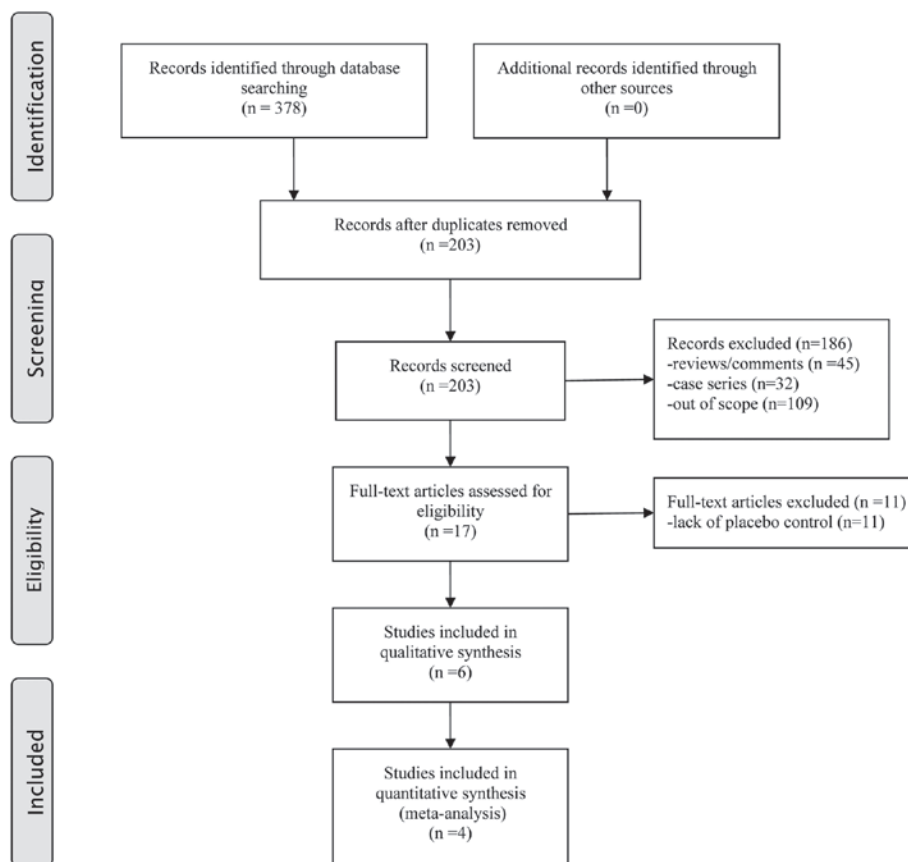 Identification
Records identified through database
searching
(n = 378)
Additional records identified through
other sources
(n =0)
Records after duplicates removed
(n =203)
Screening
Records screened
(n =203)
Records excluded (n=186)
-reviews/comments (n =45)
-case series (n=32)
-out of scope (n=109)
Eligibility
Full-text articles assessed for
eligibility
(n =17)
Full-text articles excluded (n =11)
-lack of placebo control (n=11)
Studies included in
qualitative synthesis
(n =6)
Included
Studies included in
quantitative synthesis
(meta-analysis)
(n =4)